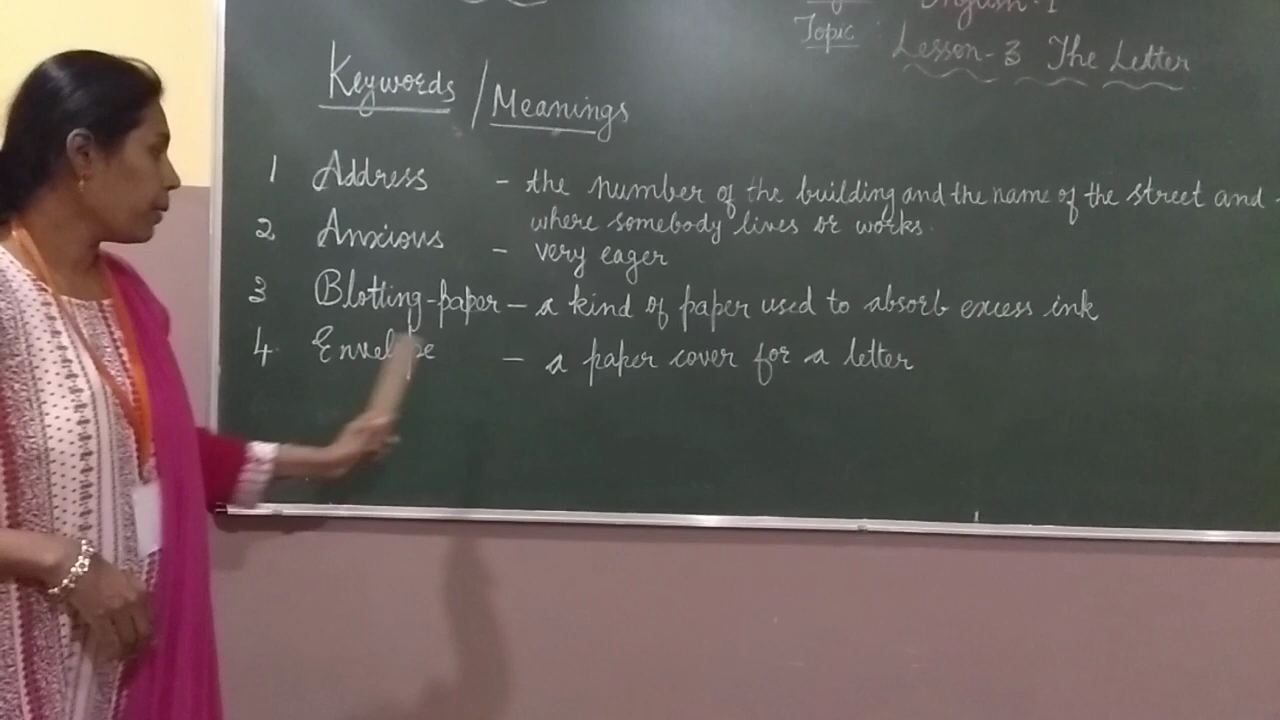 English-I
Topic Lesson-3 The Letter
Keywords / Meanings
1 Address - the number of the building and the name of the street and
where somebody lives or works.
2 Anxious - very eager
3 Blotting-paper - a kind of paper used to absorb excess ink
4. Envelope - a paper cover for a letter